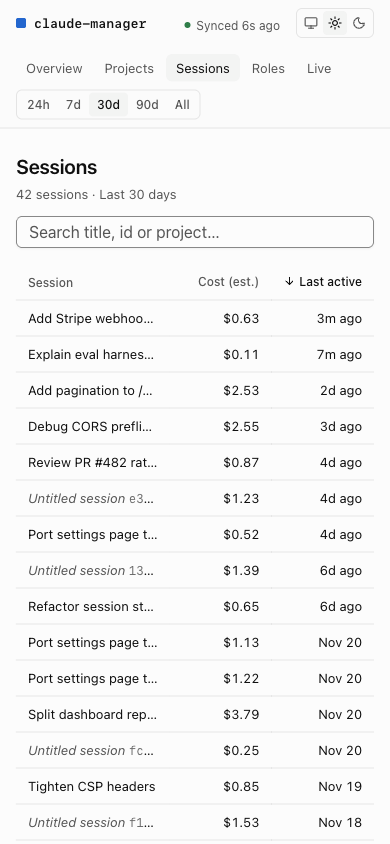 claude-manager
Synced 6s ago
Overview Projects Sessions Roles Live
24h 7d 30d 90d All
Sessions
42 sessions · Last 30 days
Search title, id or project...
Session Cost (est.) ↓ Last active
Add Stripe webhoo... $0.63 3m ago
Explain eval harnes... $0.11 7m ago
Add pagination to /... $2.53 2d ago
Debug CORS prefli... $2.55 3d ago
Review PR #482 rat... $0.87 4d ago
Untitled session e3... $1.23 4d ago
Port settings page t... $0.52 4d ago
Untitled session 13... $1.39 6d ago
Refactor session st... $0.65 6d ago
Port settings page t... $1.13 Nov 20
Port settings page t... $1.22 Nov 20
Split dashboard rep... $3.79 Nov 20
Untitled session fc... $0.25 Nov 20
Tighten CSP headers $0.85 Nov 19
Untitled session f1... $1.53 Nov 18